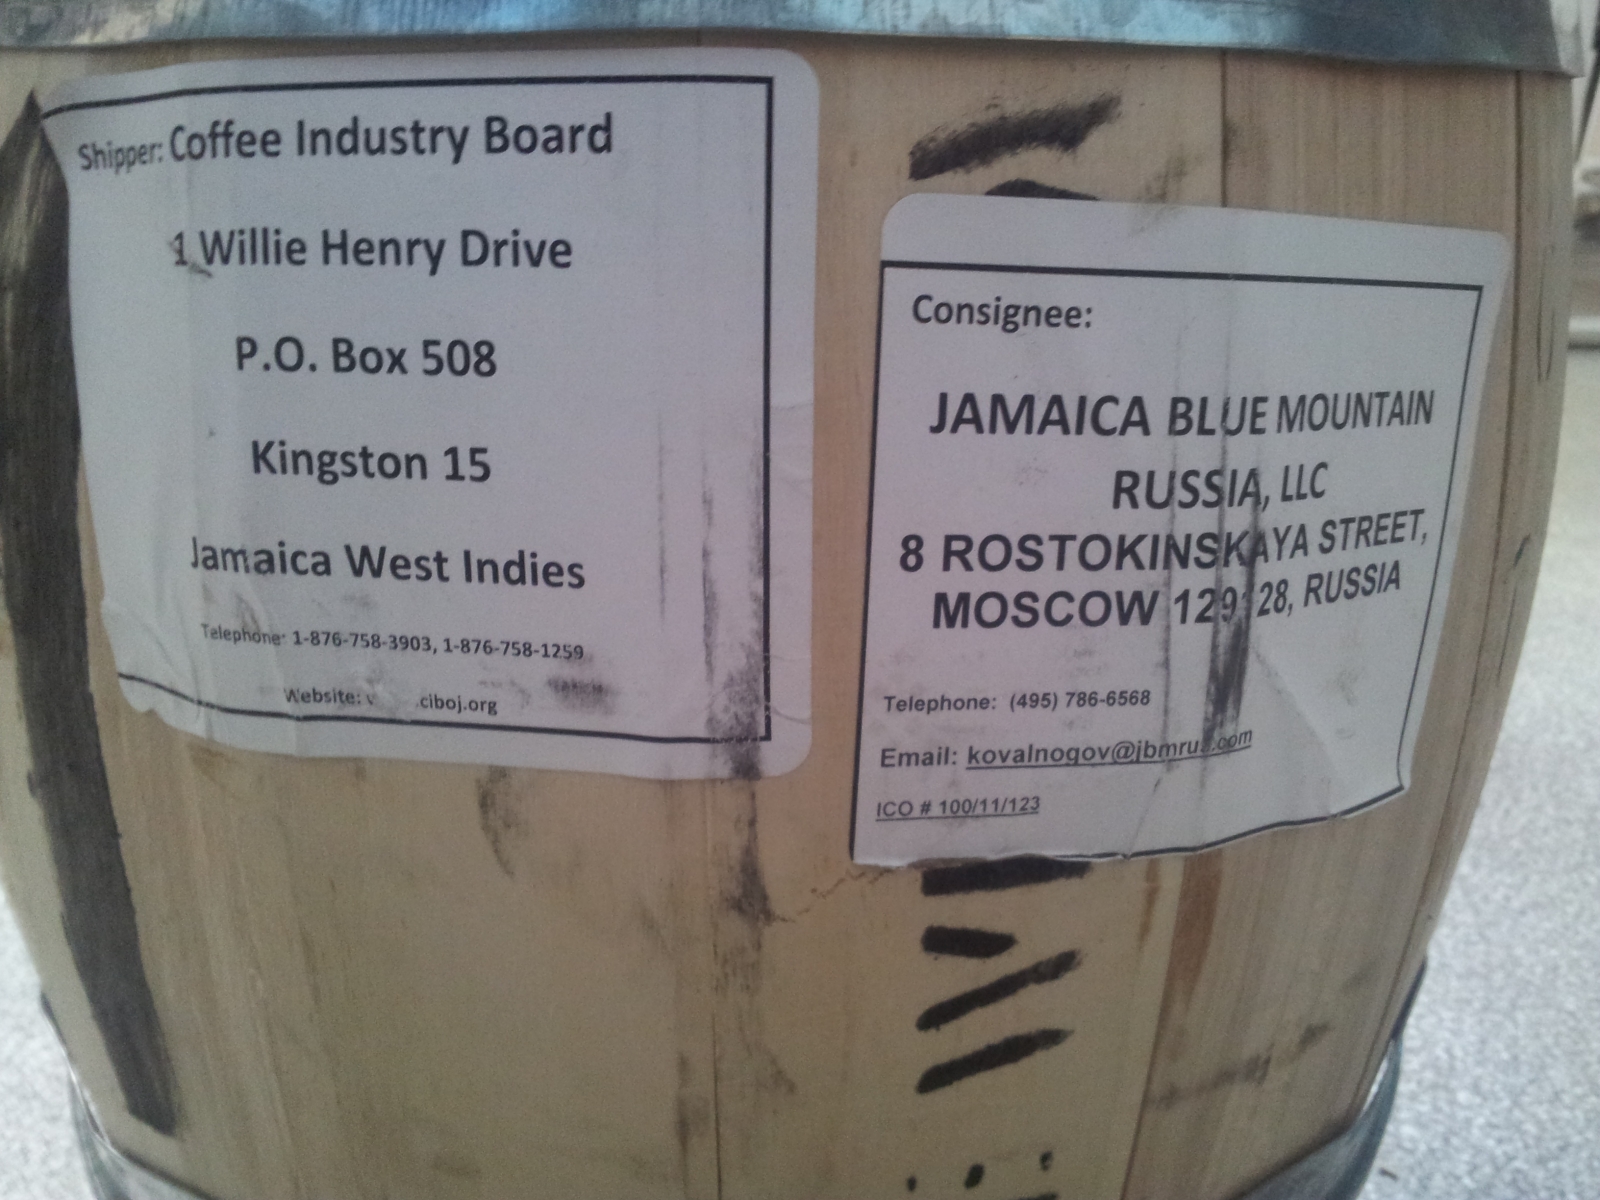 Shipper: Coffee Industry Board
1 Willie Henry Drive
P.O. Box 508
Kingston 15
Jamaica West Indies
Telephone: 1-876-758-3903, 1-876-758-1259
Website: ciboj.org
Consignee:
JAMAICA BLUE MOUNTAIN
RUSSIA, LLC
8 ROSTOKINSKAYA STREET,
MOSCOW 129128, RUSSIA
Telephone: (495) 786-6568
Email:
ICO # 100/11/123